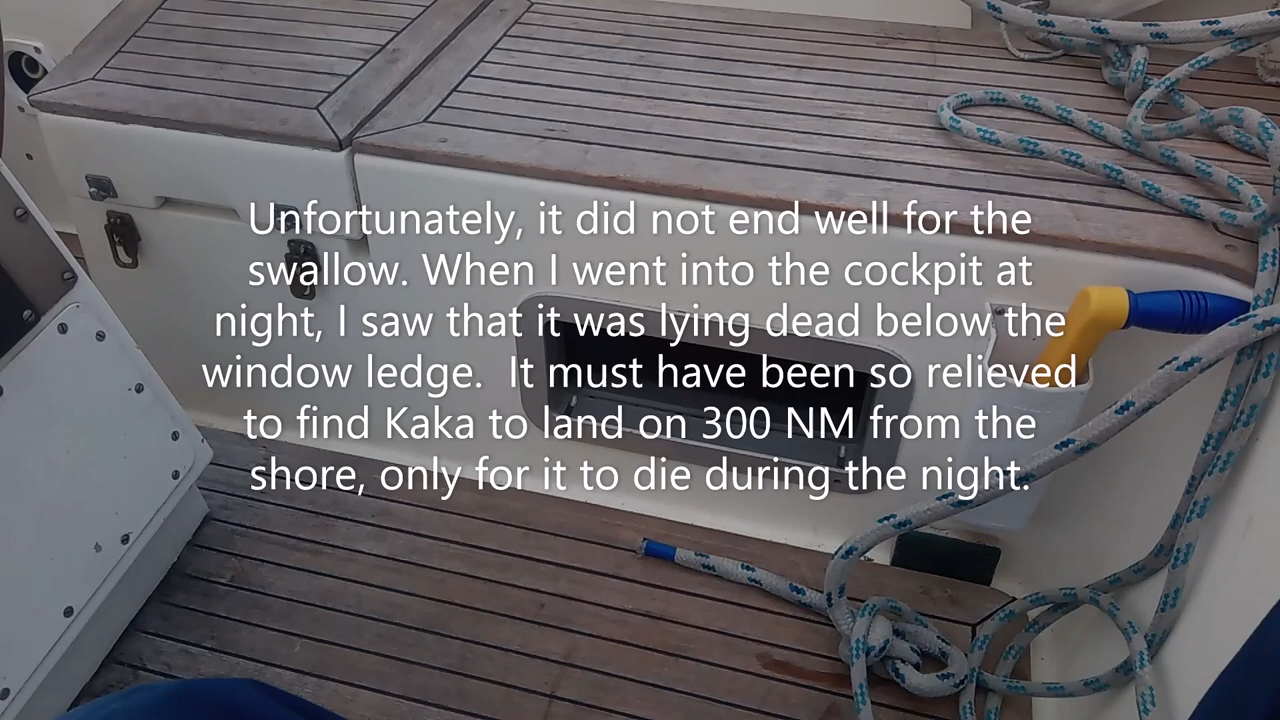 Unfortunately, it did not end well for the
swallow. When I went into the cockpit at
night, I saw that it was lying dead below the
window ledge.  It must have been so relieved
to find Kaka to land on 300 NM from the
shore, only for it to die during the night.